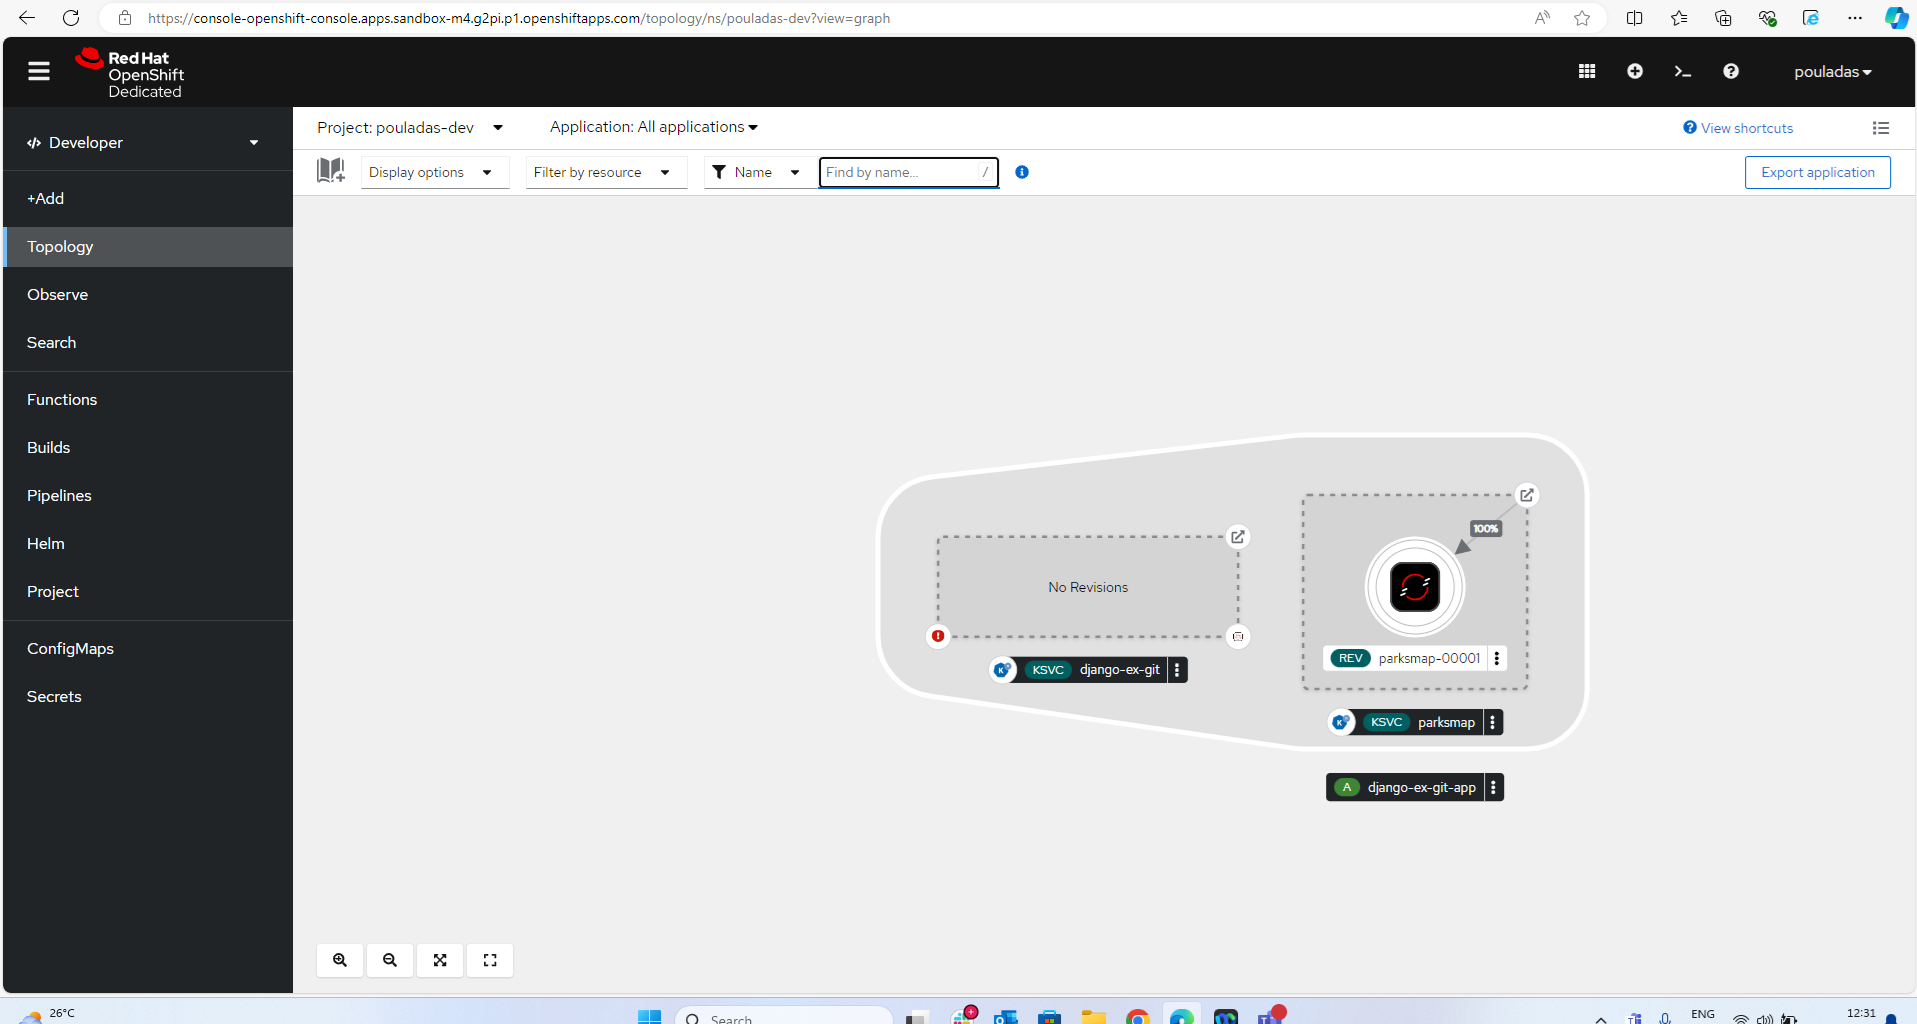 https://console-openshift-console.apps.sandbox-m4.g2pi.p1.openshiftapps.com/topology/ns/pouladas-dev?view=graph
Red Hat
OpenShift
Dedicated
pouladas
Developer
+Add
Topology
Observe
Search
Functions
Builds
Pipelines
Helm
Project
ConfigMaps
Secrets
Project: pouladas-dev
Application: All applications
View shortcuts
Display options
Filter by resource
Name
Find by name...
/
Export application
No Revisions
KSVC django-ex-git
100%
REV parksmap-00001
KSVC parksmap
A django-ex-git-app
26°C
Search
ENG
12:31